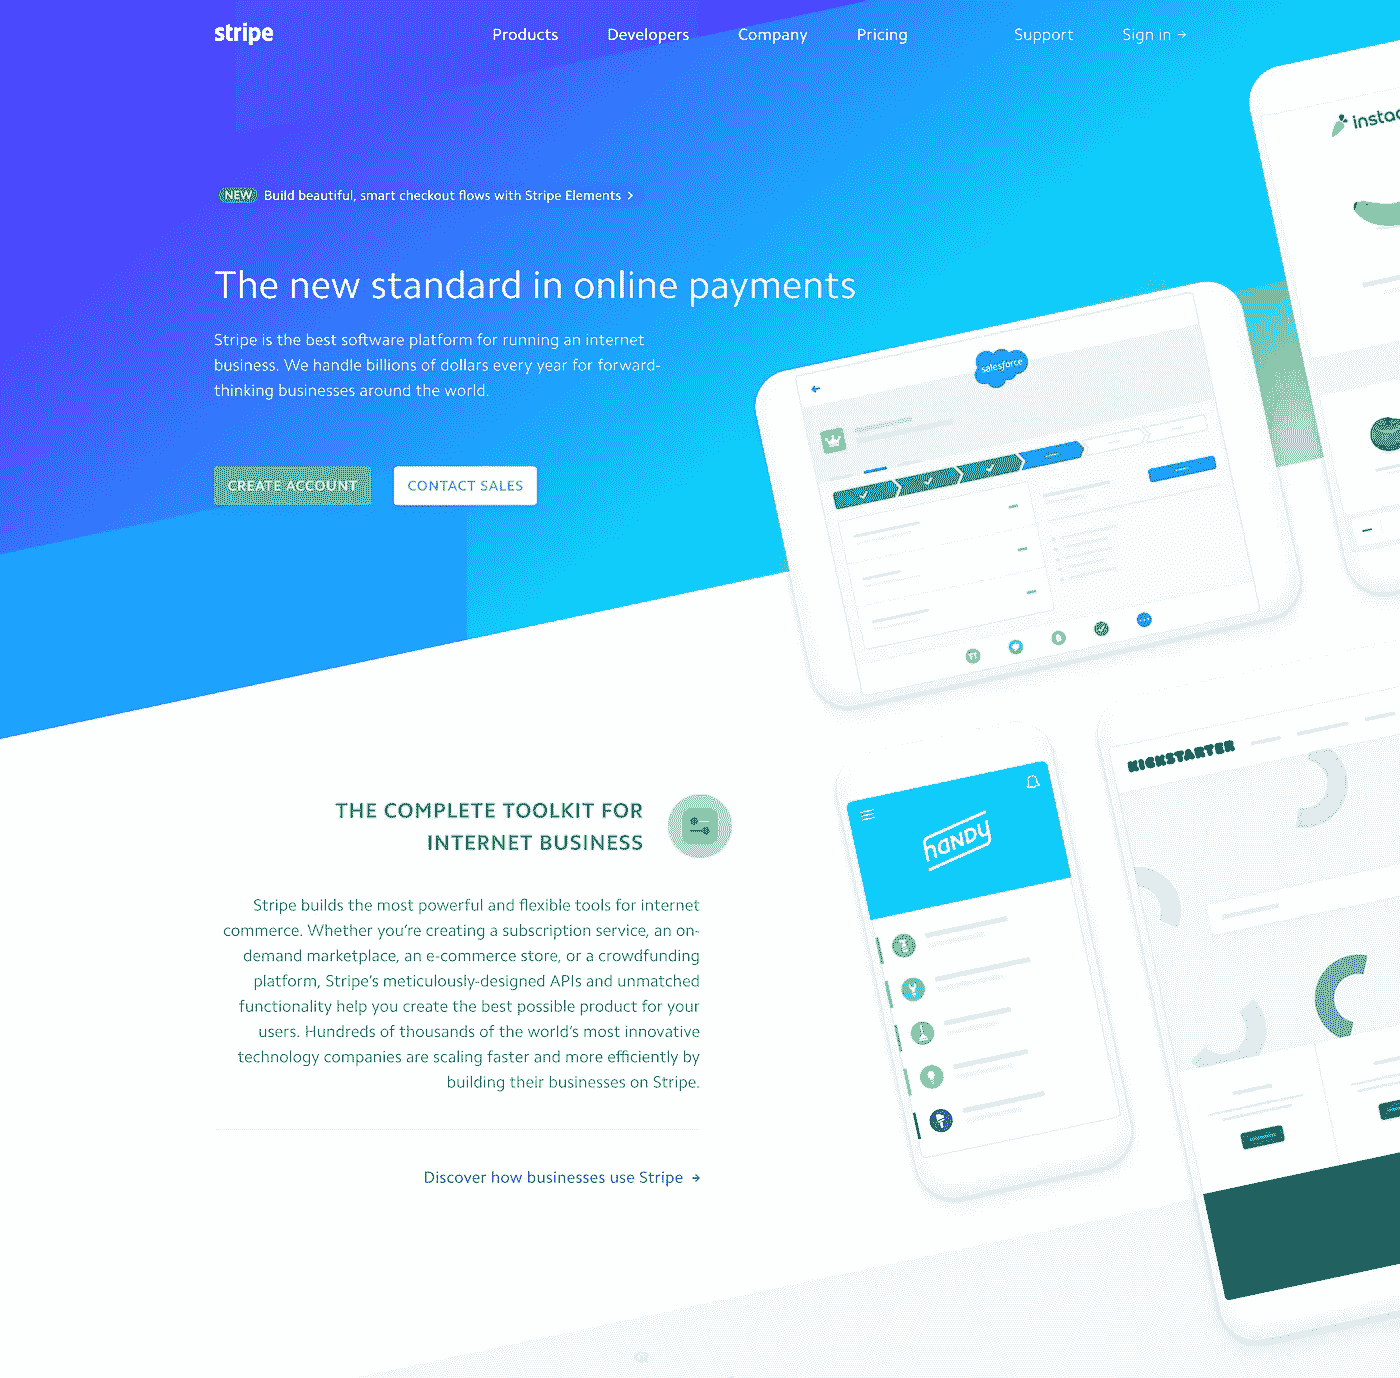 stripe
Products
Developers
Company
Pricing
Support
Sign in →
NEW Build beautiful, smart checkout flows with Stripe Elements >
The new standard in online payments
Stripe is the best software platform for running an internet
business. We handle billions of dollars every year for forward-
thinking businesses around the world.
CREATE ACCOUNT
CONTACT SALES
instac
salesforce
KICKSTARTER
HANDY
THE COMPLETE TOOLKIT FOR
INTERNET BUSINESS
Stripe builds the most powerful and flexible tools for internet
commerce. Whether you’re creating a subscription service, an on-
demand marketplace, an e-commerce store, or a crowdfunding
platform, Stripe’s meticulously-designed APIs and unmatched
functionality help you create the best possible product for your
users. Hundreds of thousands of the world’s most innovative
technology companies are scaling faster and more efficiently by
building their businesses on Stripe.
Discover how businesses use Stripe →